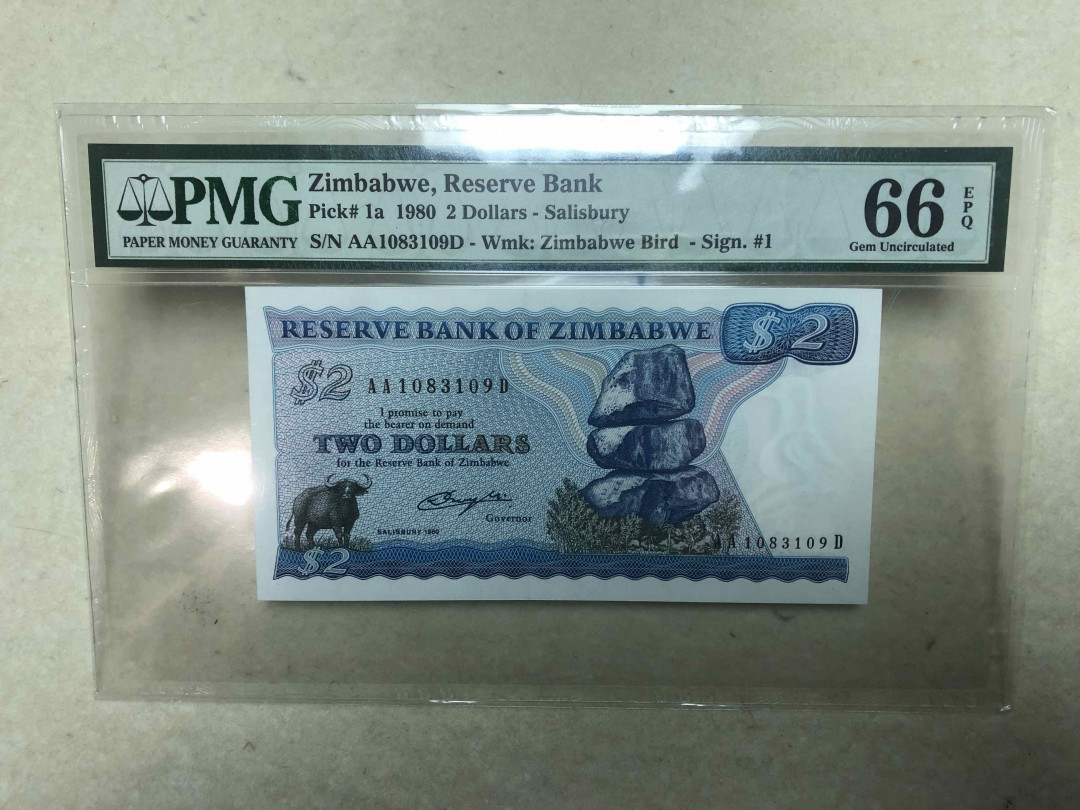 PMG
PAPER MONEY GUARANTY
Zimbabwe, Reserve Bank
Pick# 1a 1980 2 Dollars - Salisbury
S/N AA1083109D - Wmk: Zimbabwe Bird - Sign. #1
66 EPQ
Gem Uncirculated
RESERVE BANK OF ZIMBABWE
$2
$2
AA1083109D
I promise to pay
the bearer on demand
TWO DOLLARS
for the Reserve Bank of Zimbabwe
Governor
SALISBURY 1980
AA1083109D
$2